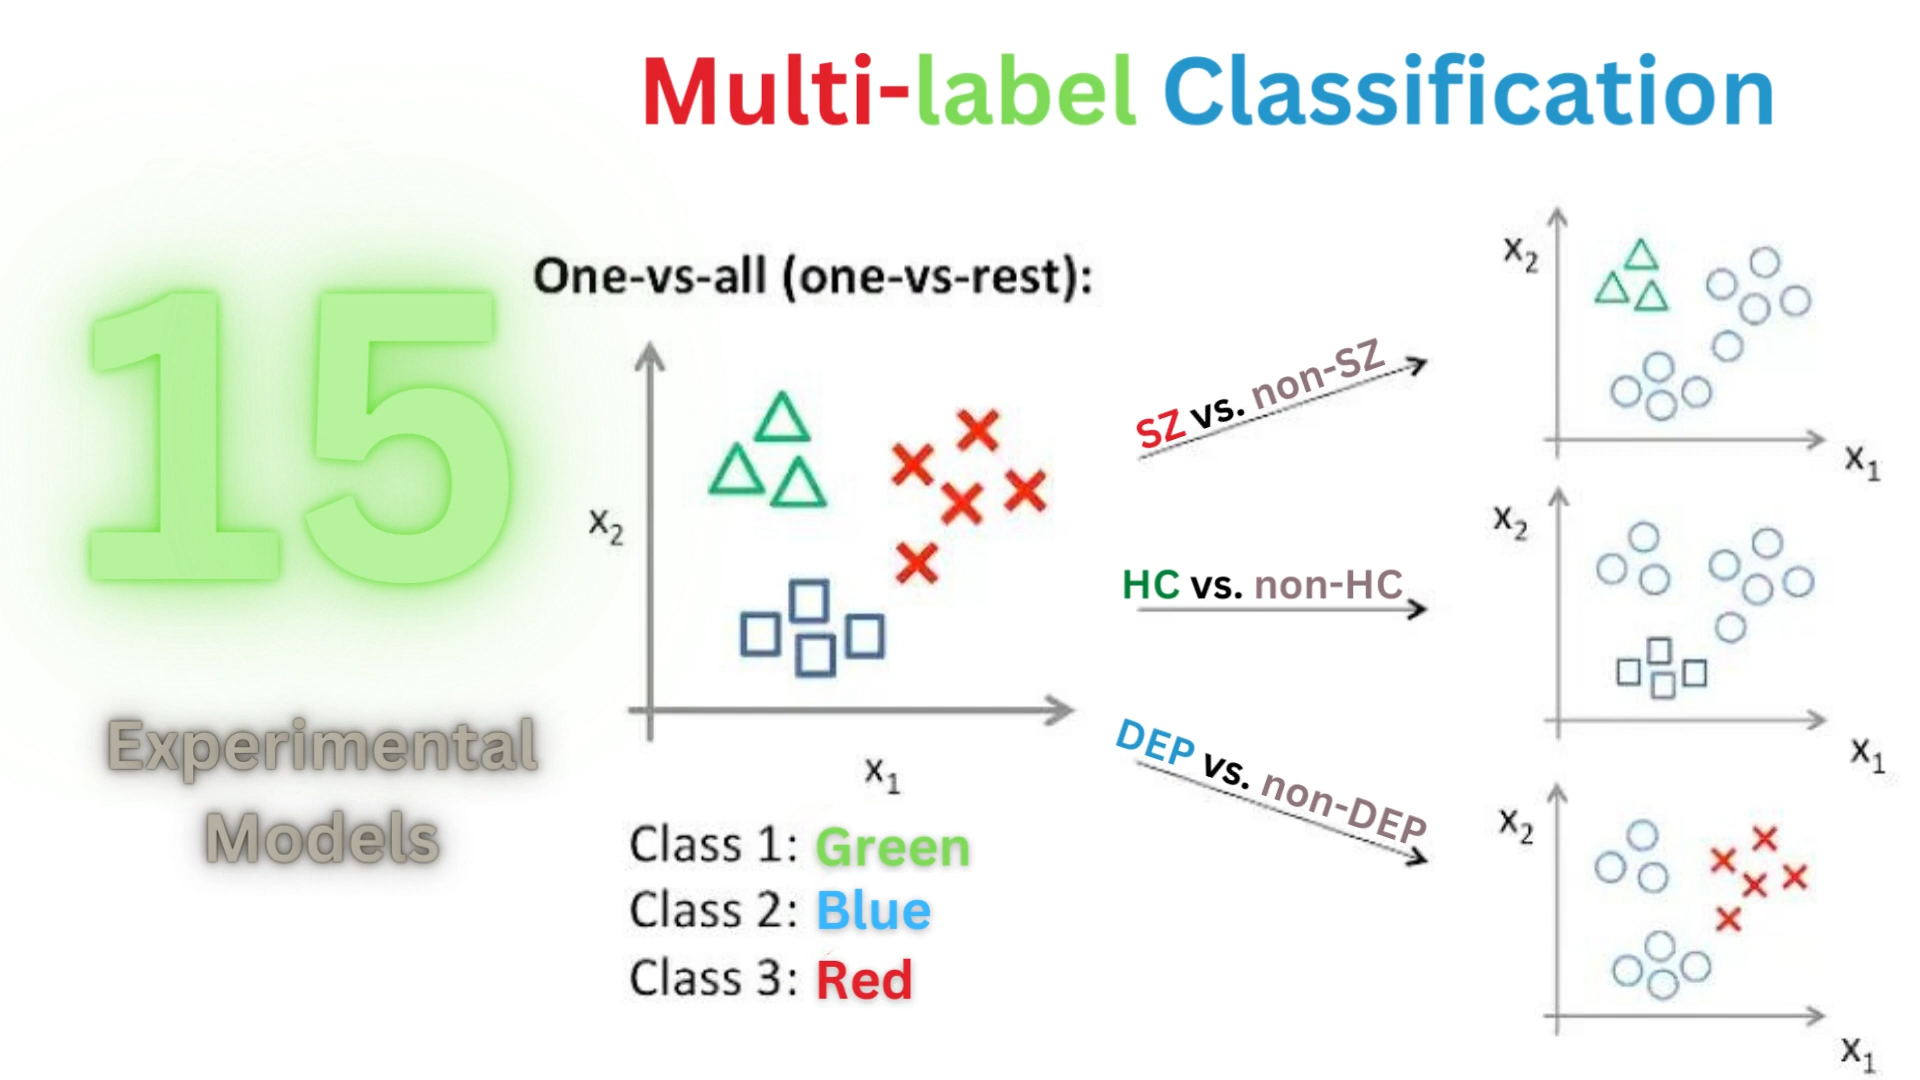 Multi-label Classification
15
Experimental
Models
One-vs-all (one-vs-rest):
x2
x1
Class 1: Green
Class 2: Blue
Class 3: Red
SZ vs. non-SZ
HC vs. non-HC
DEP vs. non-DEP
x2
x1
x2
x1
x2
x1